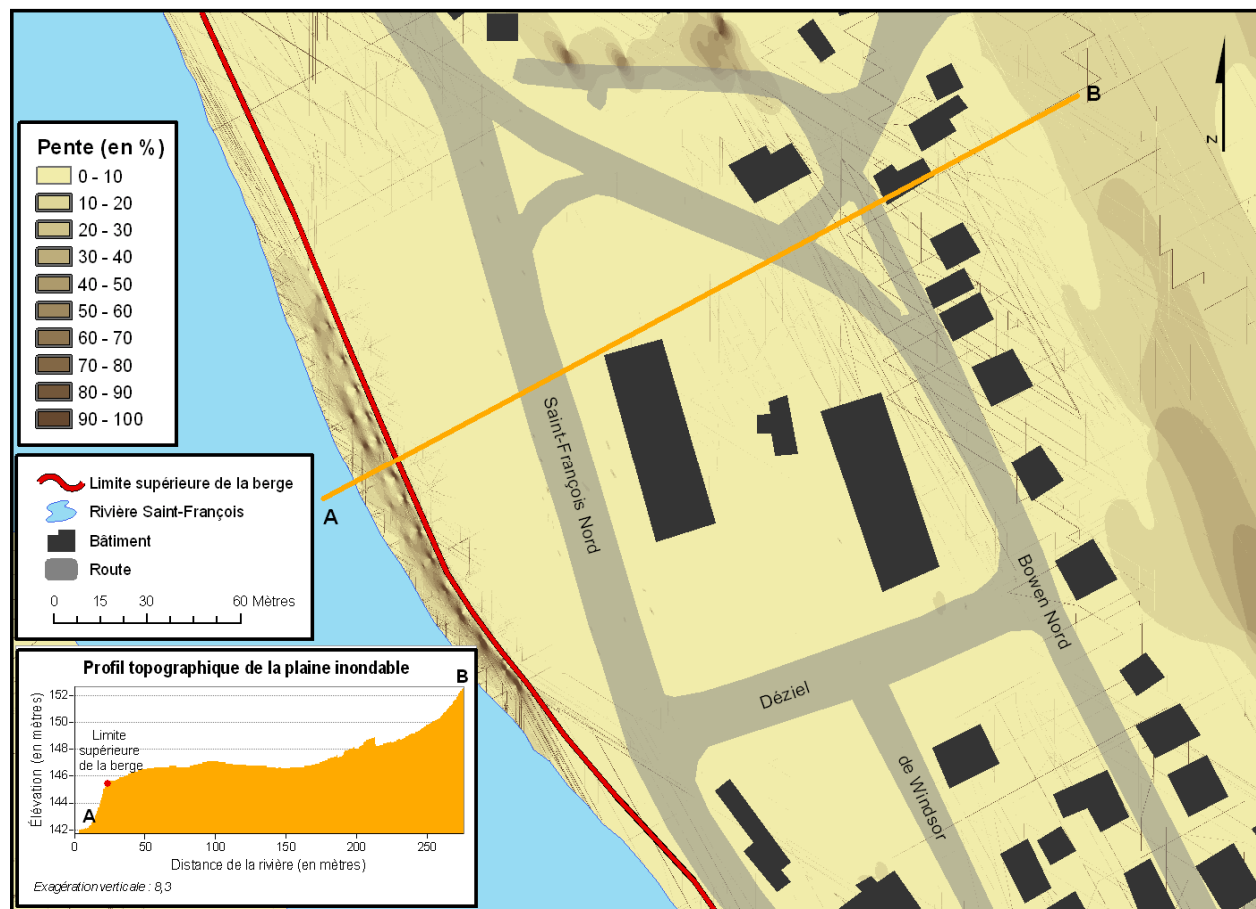 B
N
Pente (en %)
0 - 10
10 - 20
20 - 30
30 - 40
40 - 50
50 - 60
60 - 70
70 - 80
80 - 90
90 - 100
Limite supérieure de la berge
Rivière Saint-François
Bâtiment
Route
0 15 30 60 Mètres
A
Saint-François Nord
Bowen Nord
Déziel
de Windsor
Profil topographique de la plaine inondable
B
Élévation (en mètres)
152
150
148
146
144
142
Limite
supérieure
de la berge
A
0 50 100 150 200 250
Distance de la rivière (en mètres)
Exagération verticale : 8,3